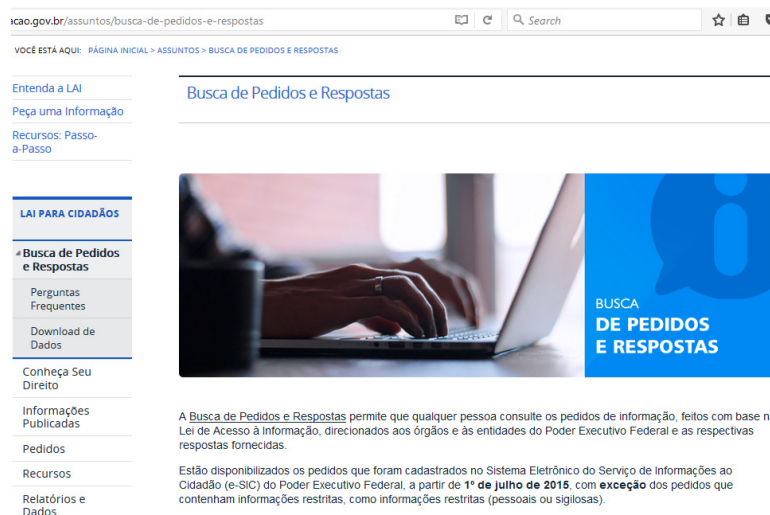 acao.gov.br/assuntos/busca-de-pedidos-e-respostas
Search
VOCÊ ESTÁ AQUI: PÁGINA INICIAL > ASSUNTOS > BUSCA DE PEDIDOS E RESPOSTAS
Entenda a LAI
Peça uma Informação
Recursos: Passo-
a-Passo
LAI PARA CIDADÃOS
Busca de Pedidos
e Respostas
Perguntas
Frequentes
Download de
Dados
Conheça Seu
Direito
Informações
Publicadas
Pedidos
Recursos
Relatórios e
Dados
Busca de Pedidos e Respostas
BUSCA
DE PEDIDOS
E RESPOSTAS
A Busca de Pedidos e Respostas permite que qualquer pessoa consulte os pedidos de informação, feitos com base n
Lei de Acesso à Informação, direcionados aos órgãos e às entidades do Poder Executivo Federal e as respectivas
respostas fornecidas.
Estão disponibilizados os pedidos que foram cadastrados no Sistema Eletrônico do Serviço de Informações ao
Cidadão (e-SIC) do Poder Executivo Federal, a partir de 1º de julho de 2015, com exceção dos pedidos que
contenham informações restritas, como informações restritas (pessoais ou sigilosas).